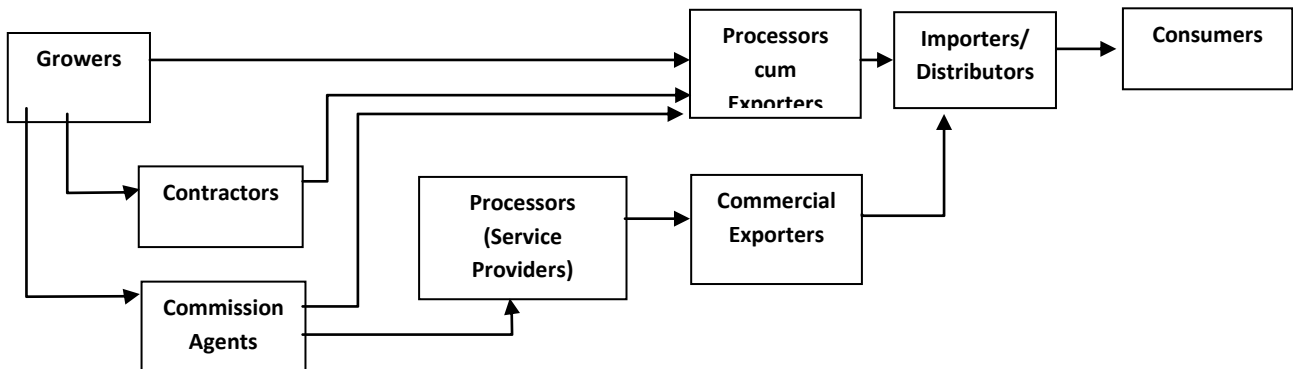 Growers
Processors
cum
Exporters
Importers/
Distributors
Consumers
Contractors
Processors
(Service
Providers)
Commercial
Exporters
Commission
Agents